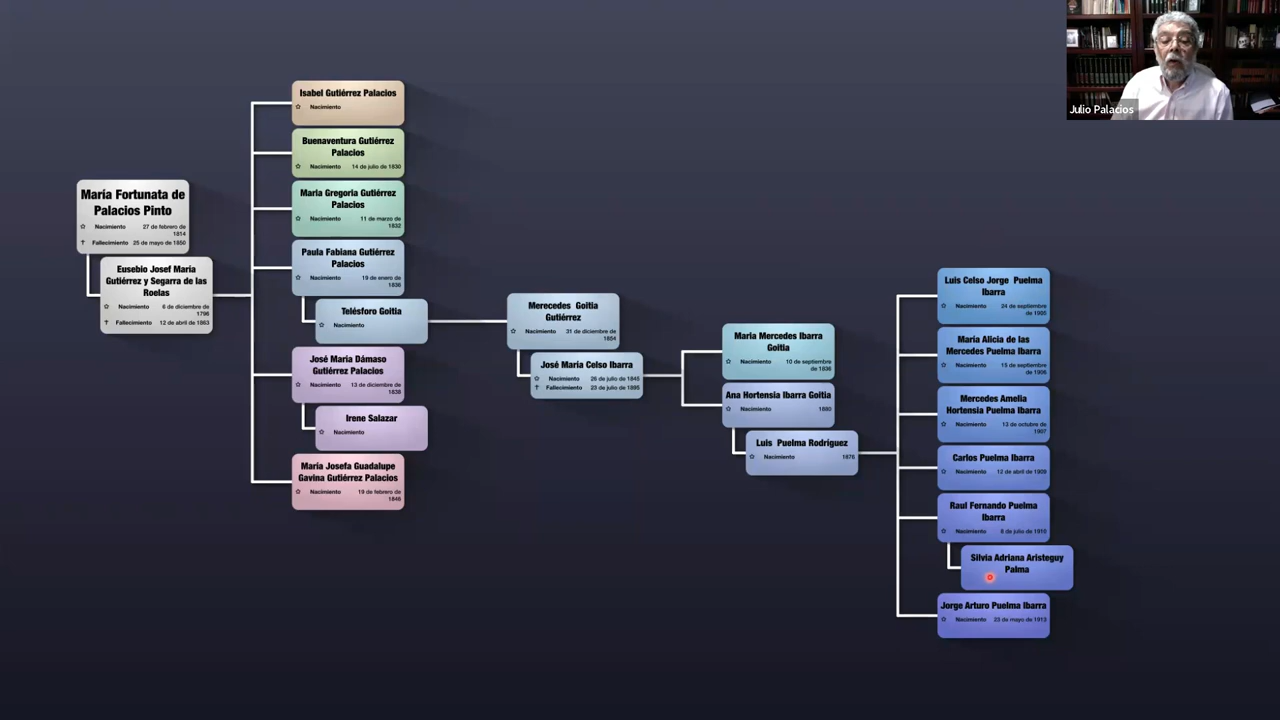 Julio Palacios
María Fortunata de
Palacios Pinto
Nacimiento 27 de febrero de
1814
Fallecimiento 25 de mayo de 1850
Eusebio Josef María
Gutiérrez y Segarra de las
Roelas
Nacimiento 6 de diciembre de
1796
Fallecimiento 12 de abril de 1863
Isabel Gutiérrez Palacios
Nacimiento
Buenaventura Gutiérrez
Palacios
Nacimiento 14 de julio de 1830
Maria Gregoria Gutiérrez
Palacios
Nacimiento 11 de marzo de
1832
Paula Fabiana Gutiérrez
Palacios
Nacimiento 19 de enero de
1836
Telésforo Goitia
Nacimiento
José María Dámaso
Gutiérrez Palacios
Nacimiento 13 de diciembre de
1838
Irene Salazar
Nacimiento
María Josefa Guadalupe
Gavina Gutiérrez Palacios
Nacimiento 19 de febrero de
1846
Merecedes Goitia
Gutiérrez
Nacimiento 31 de diciembre de
1854
José María Celso Ibarra
Nacimiento 26 de julio de 1845
Fallecimiento 23 de julio de 1895
Maria Mercedes Ibarra
Goitia
Nacimiento 10 de septiembre
de 1836
Ana Hortensia Ibarra Goitia
Nacimiento 1880
Luis Puelma Rodríguez
Nacimiento 1876
Luis Celso Jorge Puelma
Ibarra
Nacimiento 24 de septiembre
de 1905
María Alicia de las
Mercedes Puelma Ibarra
Nacimiento 15 de septiembre
de 1906
Mercedes Amelia
Hortensia Puelma Ibarra
Nacimiento 13 de octubre de
1907
Carlos Puelma Ibarra
Nacimiento 12 de abril de 1909
Raul Fernando Puelma
Ibarra
Nacimiento 8 de julio de 1910
Silvia Adriana Aristeguy
Palma
Jorge Arturo Puelma Ibarra
Nacimiento 23 de mayo de 1913